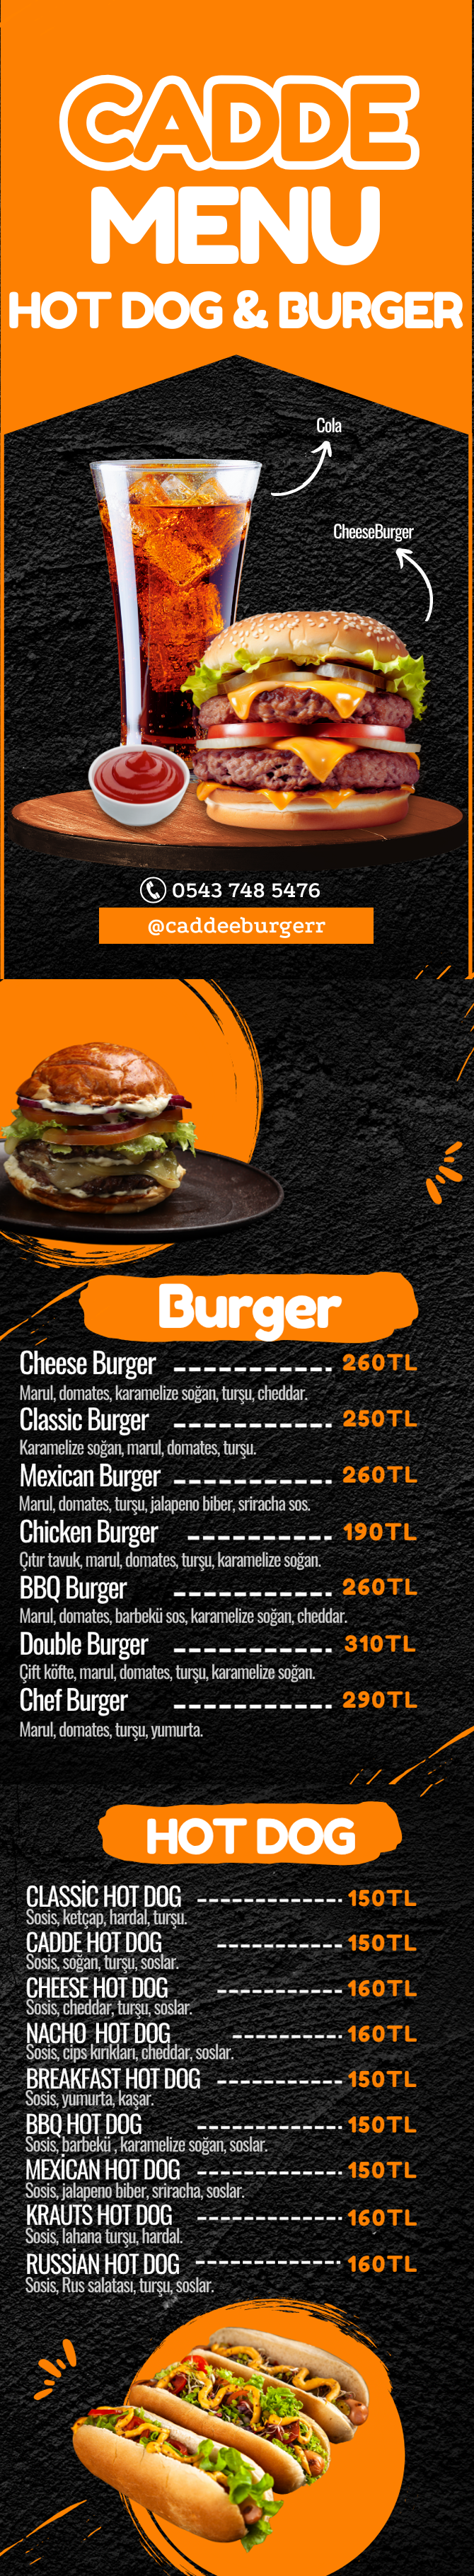 CADDE
MENU
HOT DOG & BURGER
Cola
CheeseBurger
0543 748 5476
@caddeeburgerr
Burger
Cheese Burger 260TL
Marul, domates, karamelize soğan, turşu, cheddar.
Classic Burger 250TL
Karamelize soğan, marul, domates, turşu.
Mexican Burger 260TL
Marul, domates, turşu, jalapeno biber, sriracha sos.
Chicken Burger 190TL
Çıtır tavuk, marul, domates, turşu, karamelize soğan.
BBQ Burger 260TL
Marul, domates, barbekü sos, karamelize soğan, cheddar.
Double Burger 310TL
Çift köfte, marul, domates, turşu, karamelize soğan.
Chef Burger 290TL
Marul, domates, turşu, yumurta.
HOT DOG
CLASSİC HOT DOG 150TL
Sosis, ketçap, hardal, turşu.
CADDE HOT DOG 150TL
Sosis, soğan, turşu, soslar.
CHEESE HOT DOG 160TL
Sosis, cheddar, turşu, soslar.
NACHO HOT DOG 160TL
Sosis, cips kırıkları, cheddar, soslar.
BREAKFAST HOT DOG 150TL
Sosis, yumurta, kaşar.
BBQ HOT DOG 150TL
Sosis, barbekü , karamelize soğan, soslar.
MEXİCAN HOT DOG 150TL
Sosis, jalapeno biber, sriracha, soslar.
KRAUTS HOT DOG 160TL
Sosis, lahana turşu, hardal.
RUSSİAN HOT DOG 160TL
Sosis, Rus salatası, turşu, soslar.